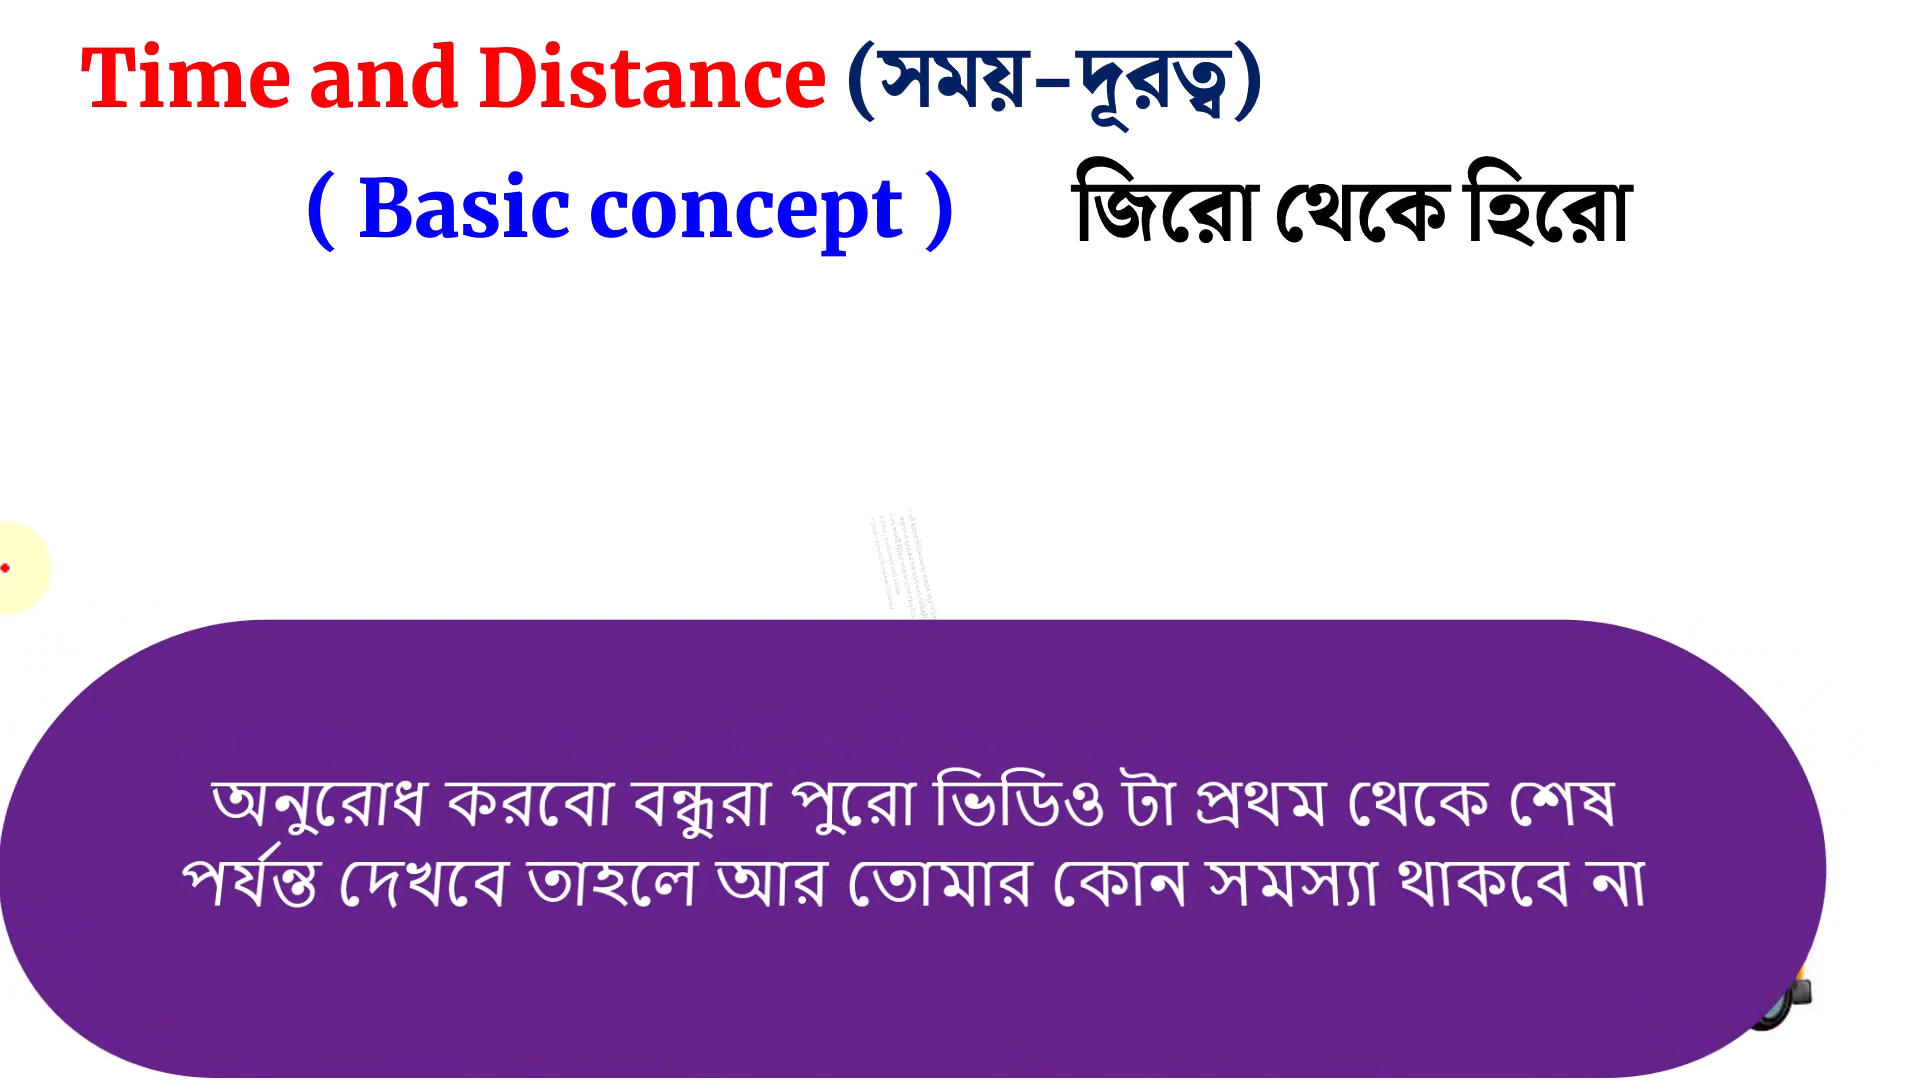 Time and Distance (সময়-দূরত্ব)
( Basic concept ) জিরো থেকে হিরো
অনুরোধ করবো বন্ধুরা পুরো ভিডিও টা প্রথম থেকে শেষ
পর্যন্ত দেখবে তাহলে আর তোমার কোন সমস্যা থাকবে না